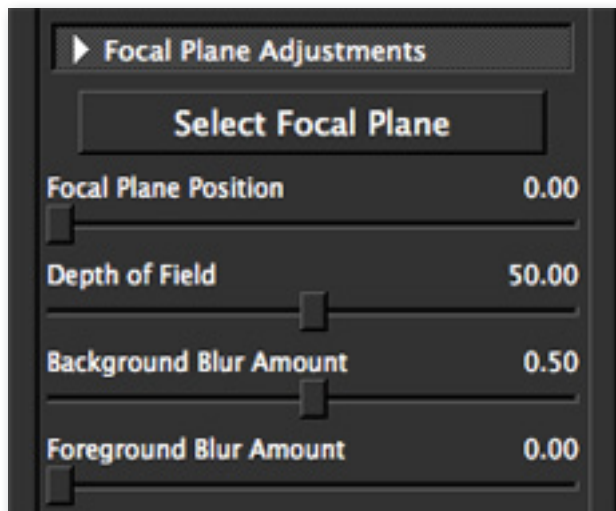 Focal Plane Adjustments
Select Focal Plane
Focal Plane Position 0.00
Depth of Field 50.00
Background Blur Amount 0.50
Foreground Blur Amount 0.00